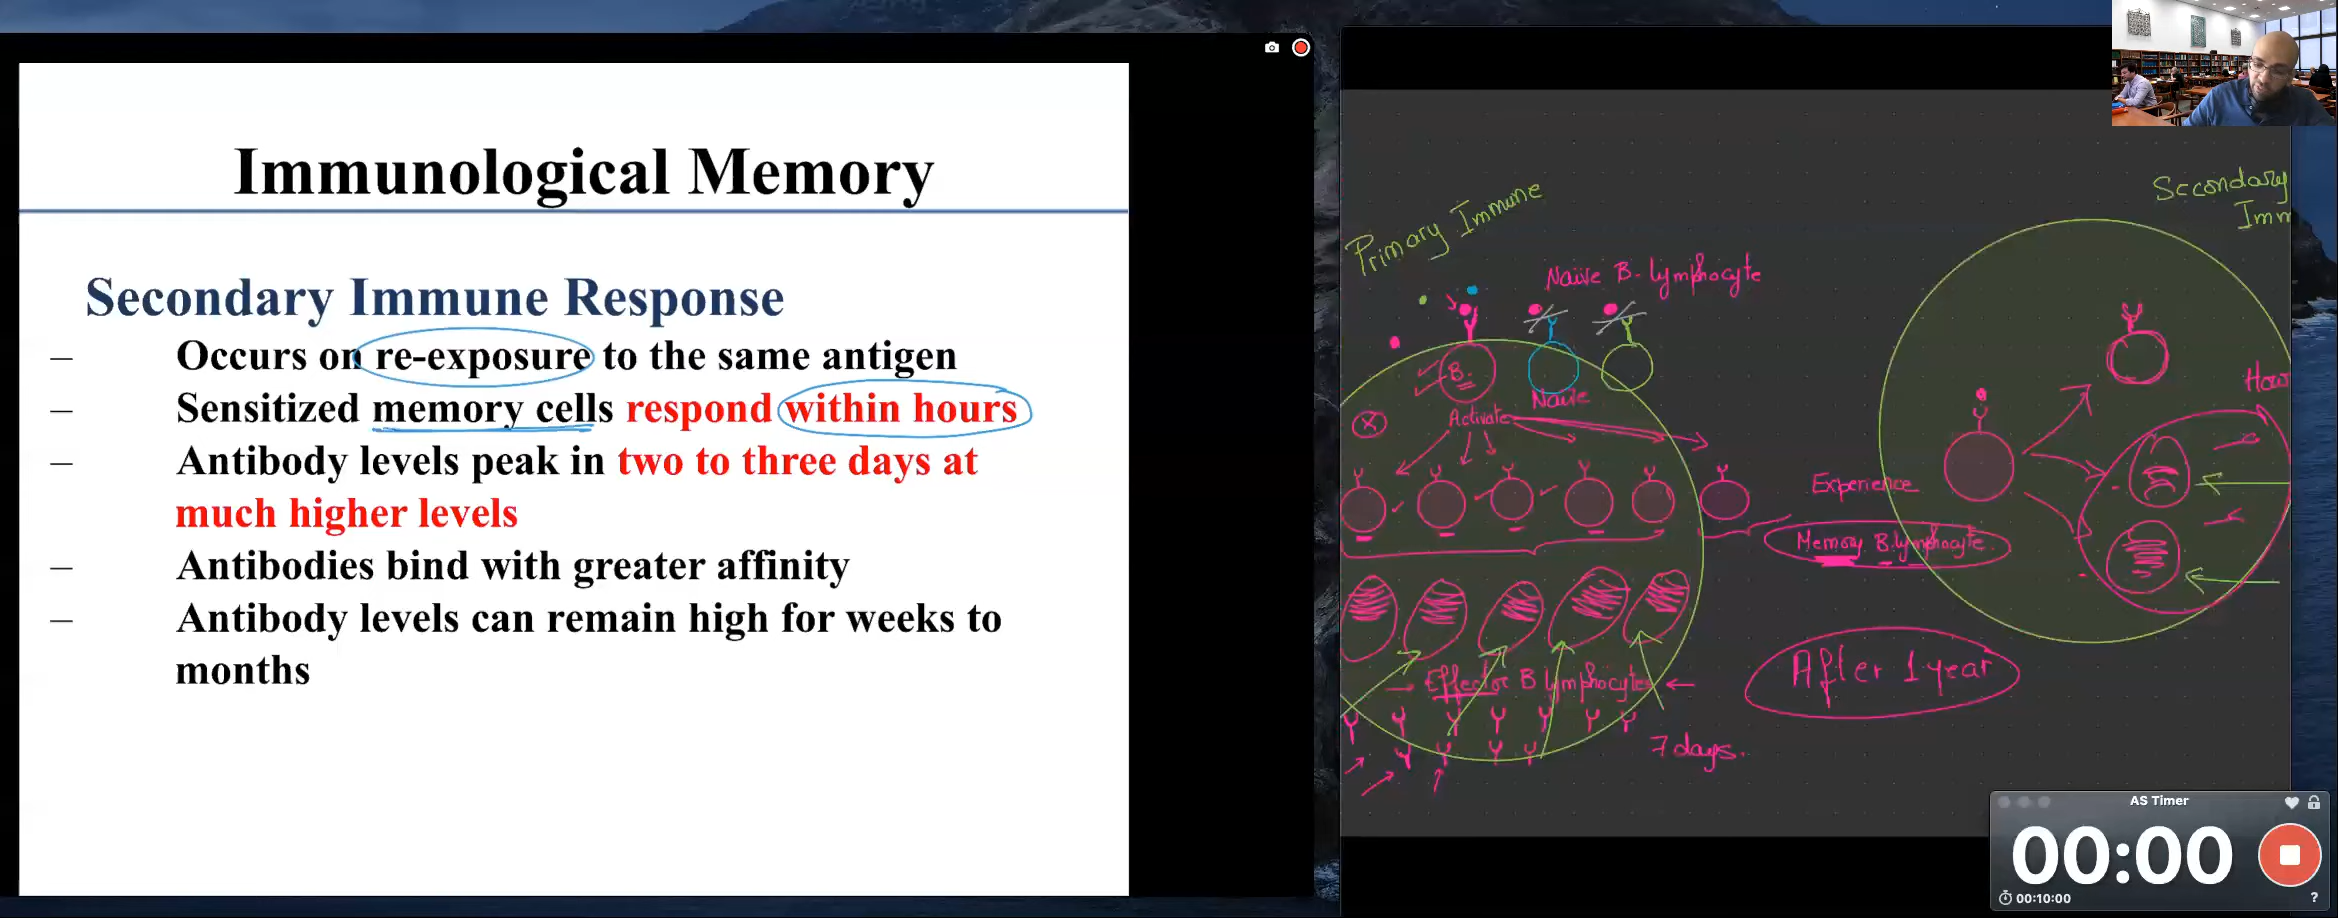 Immunological Memory
Secondary Immune Response
– Occurs on re-exposure to the same antigen
– Sensitized memory cells respond within hours
– Antibody levels peak in two to three days at
much higher levels
– Antibodies bind with greater affinity
– Antibody levels can remain high for weeks to
months
Primary Immune
Naive B-lymphocyte
B.
Naive
Activate
Experience
Memory B.lymphocyte
Effector B lymphocytes
7 days.
After 1 year
Secondary
Imm
AS Timer
00:00
00:10:00
?